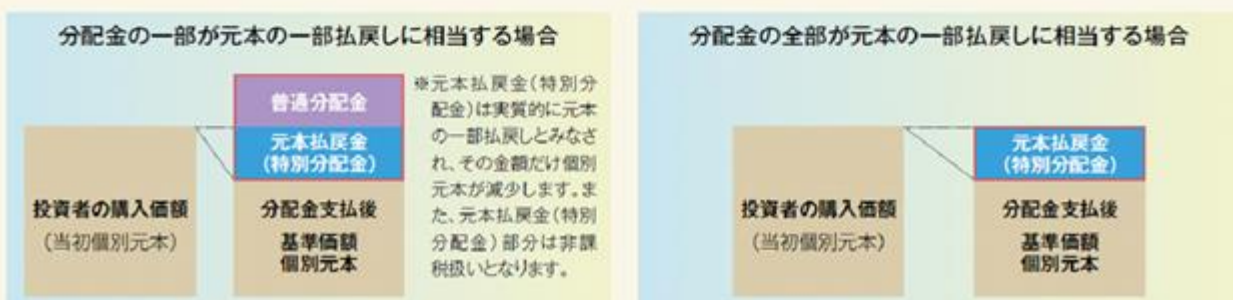 分配金の一部が元本の一部払戻しに相当する場合
普通分配金
元本払戻金
(特別分配金)
投資者の購入価額
(当初個別元本)
分配金支払後
基準価額
個別元本
※元本払戻金(特別分
配金)は実質的に元本
の一部払戻しとみなさ
れ、その金額だけ個別
元本が減少します。ま
た、元本払戻金(特別
分配金)部分は非課
税扱いとなります。
分配金の全部が元本の一部払戻しに相当する場合
元本払戻金
(特別分配金)
投資者の購入価額
(当初個別元本)
分配金支払後
基準価額
個別元本